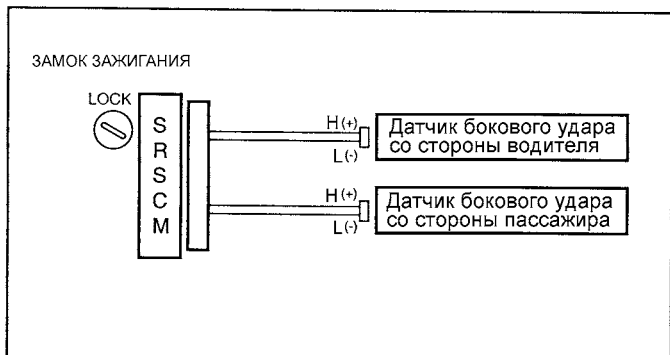 ЗАМОК ЗАЖИГАНИЯ
LOCK
S
R
S
C
M
H (+)
L (-)
Датчик бокового удара
со стороны водителя
H (+)
L (-)
Датчик бокового удара
со стороны пассажира